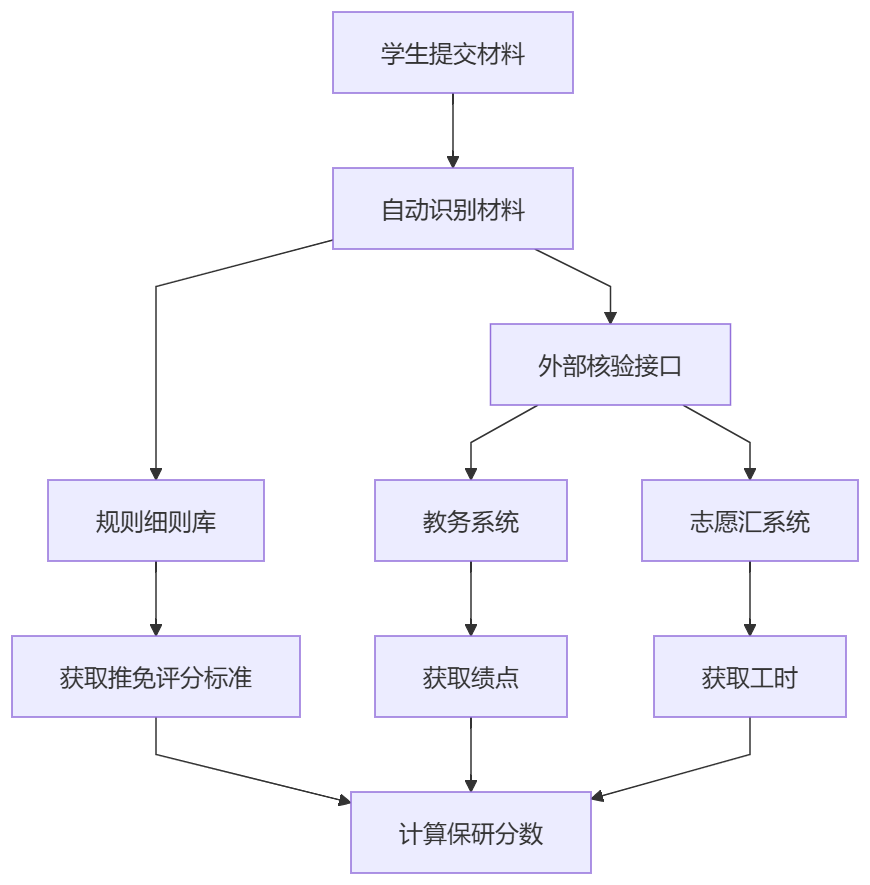 学生提交材料
自动识别材料
外部核验接口
规则细则库
教务系统
志愿汇系统
获取推免评分标准
获取绩点
获取工时
计算保研分数